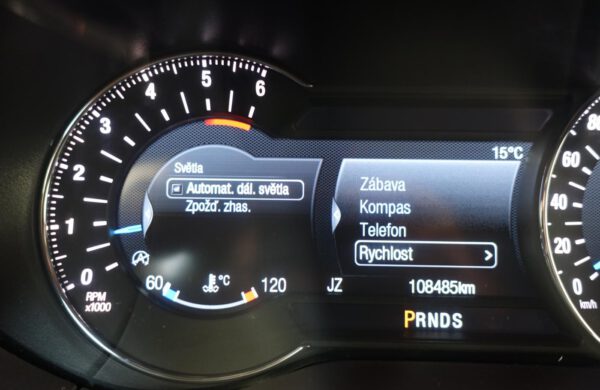 6
5
4
3
2
1
0
RPM
x1000
Světla
Automat. dál. světla
Zpožď. zhas.
60 °C 120
15°C
Zábava
Kompas
Telefon
Rychlost >
JZ 108485km
PRNDS
80
60
40
20
0
km/h